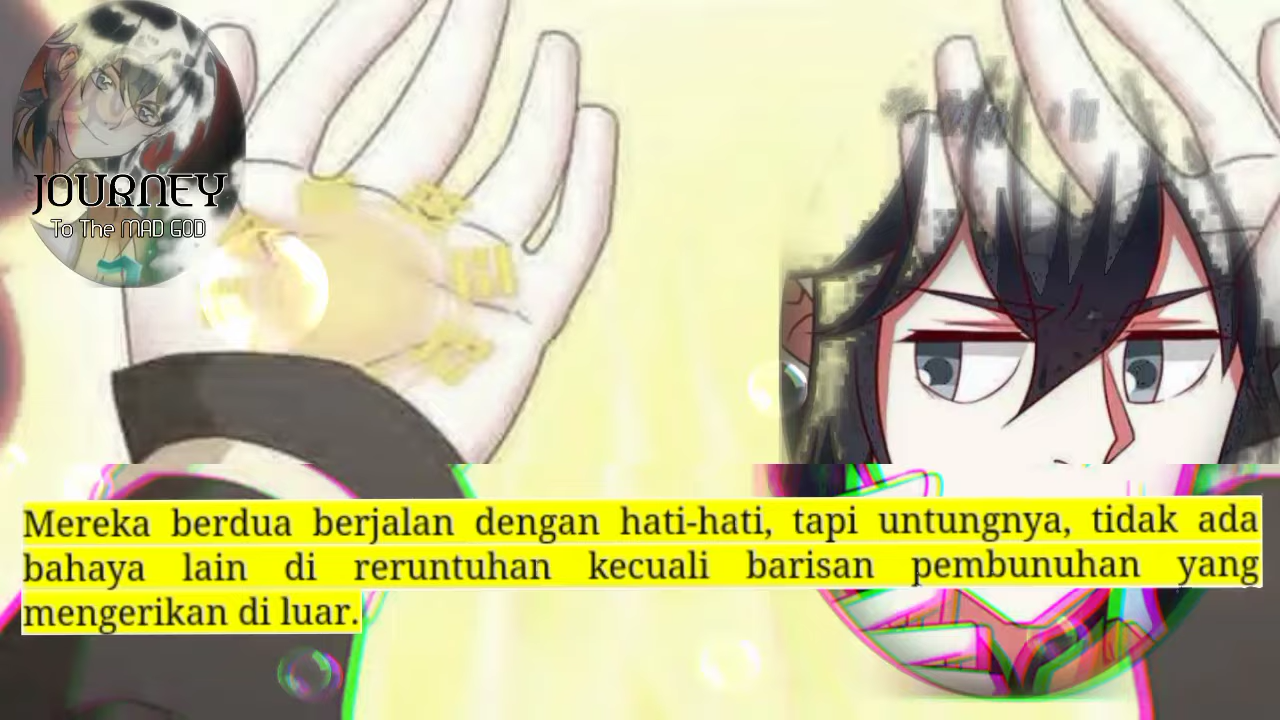 JOURNEY
To The MAD GOD
Mereka berdua berjalan dengan hati-hati, tapi untungnya, tidak ada
bahaya lain di reruntuhan kecuali barisan pembunuhan yang
mengerikan di luar.